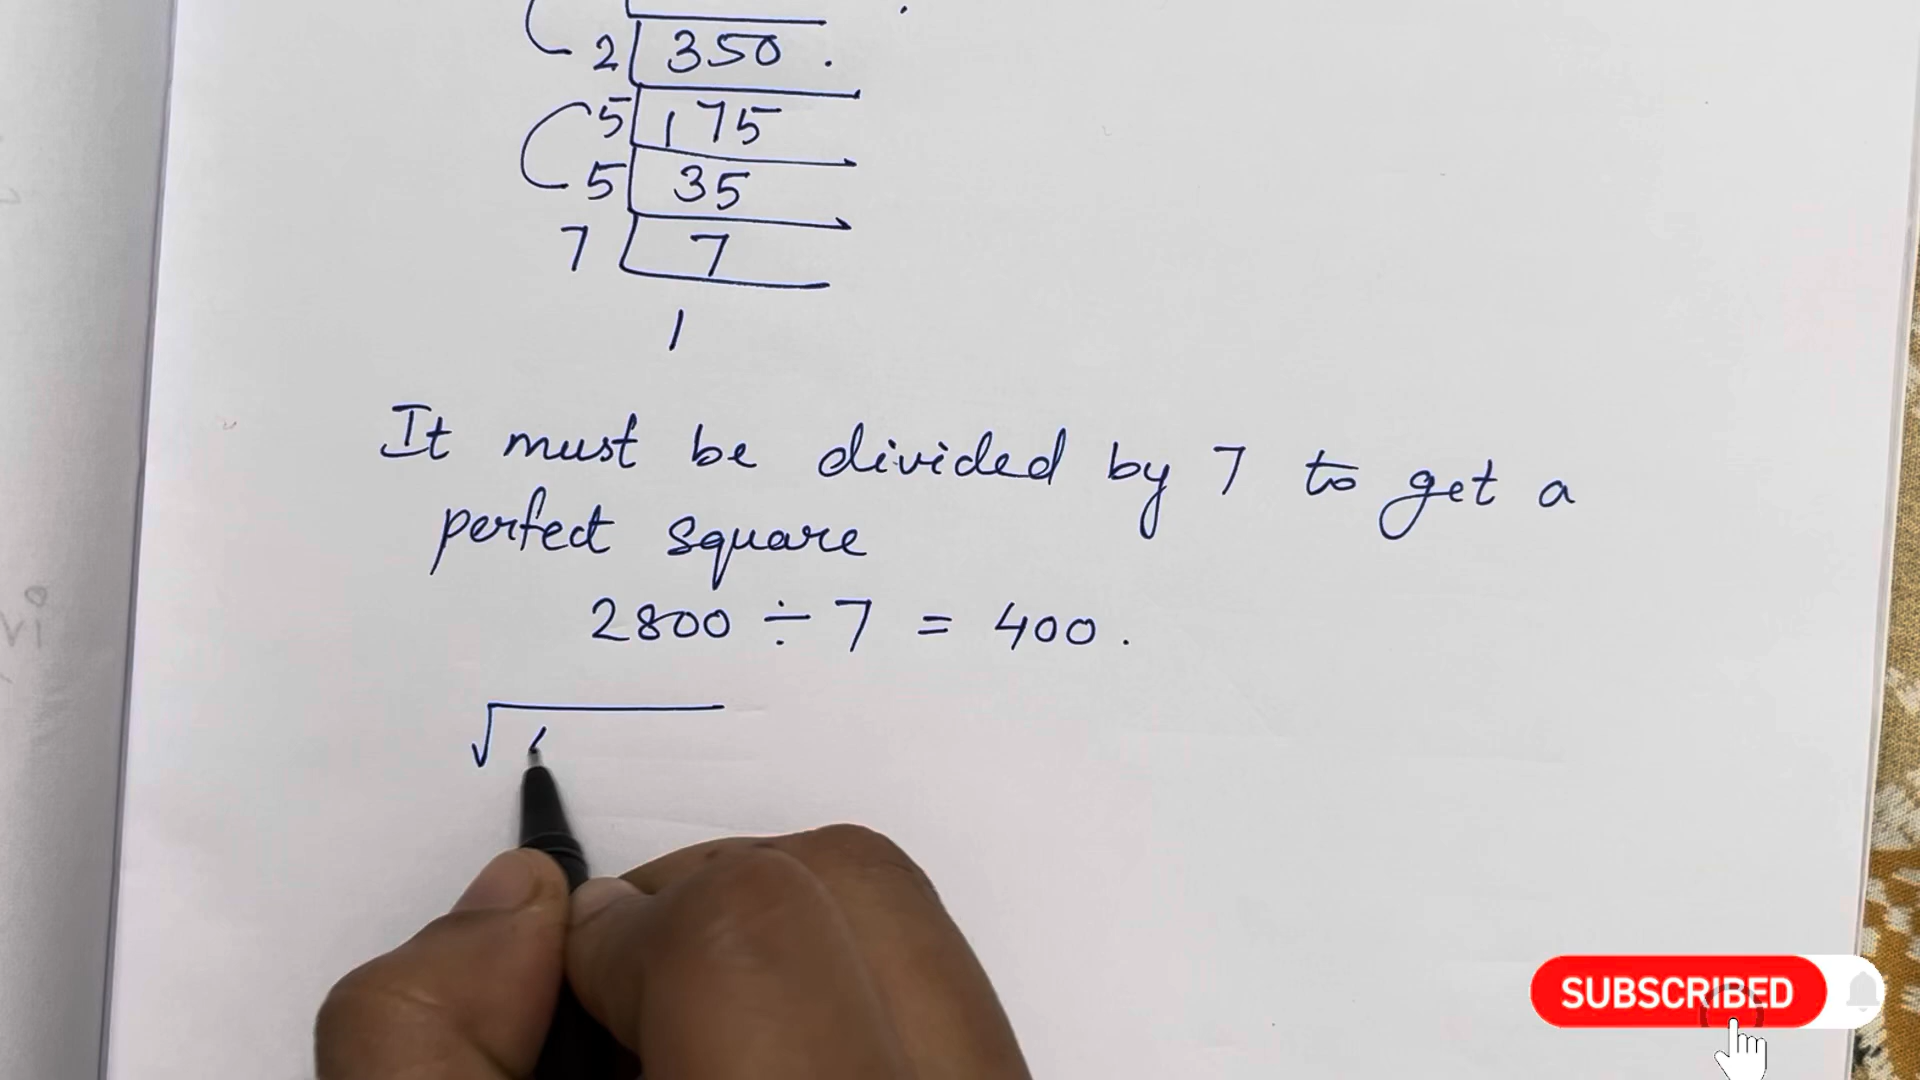 2 350 .
5 175
5 35
7 7
1
It must be divided by 7 to get a
perfect square
2800 ÷ 7 = 400 .
√
SUBSCRIBED